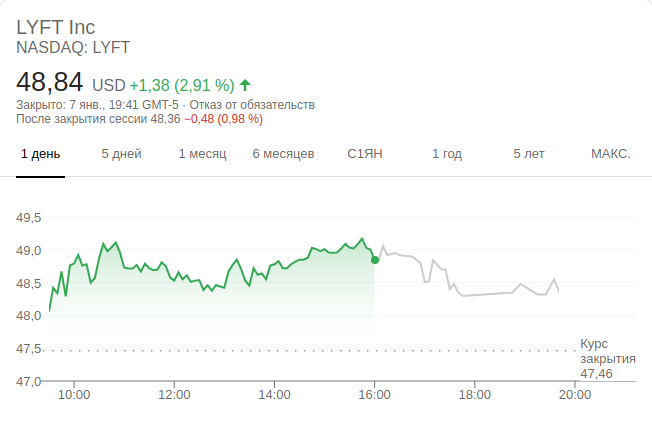 LYFT Inc
NASDAQ: LYFT
48,84 USD +1,38 (2,91 %)
Закрыто: 7 янв., 19:41 GMT-5 · Отказ от обязательств
После закрытия сессии 48,36 −0,48 (0,98 %)
1 день 5 дней 1 месяц 6 месяцев С1ЯН 1 год 5 лет МАКС.
49,5
49,0
48,5
48,0
47,5
47,0
Курс
закрытия
47,46
10:00 12:00 14:00 16:00 18:00 20:00